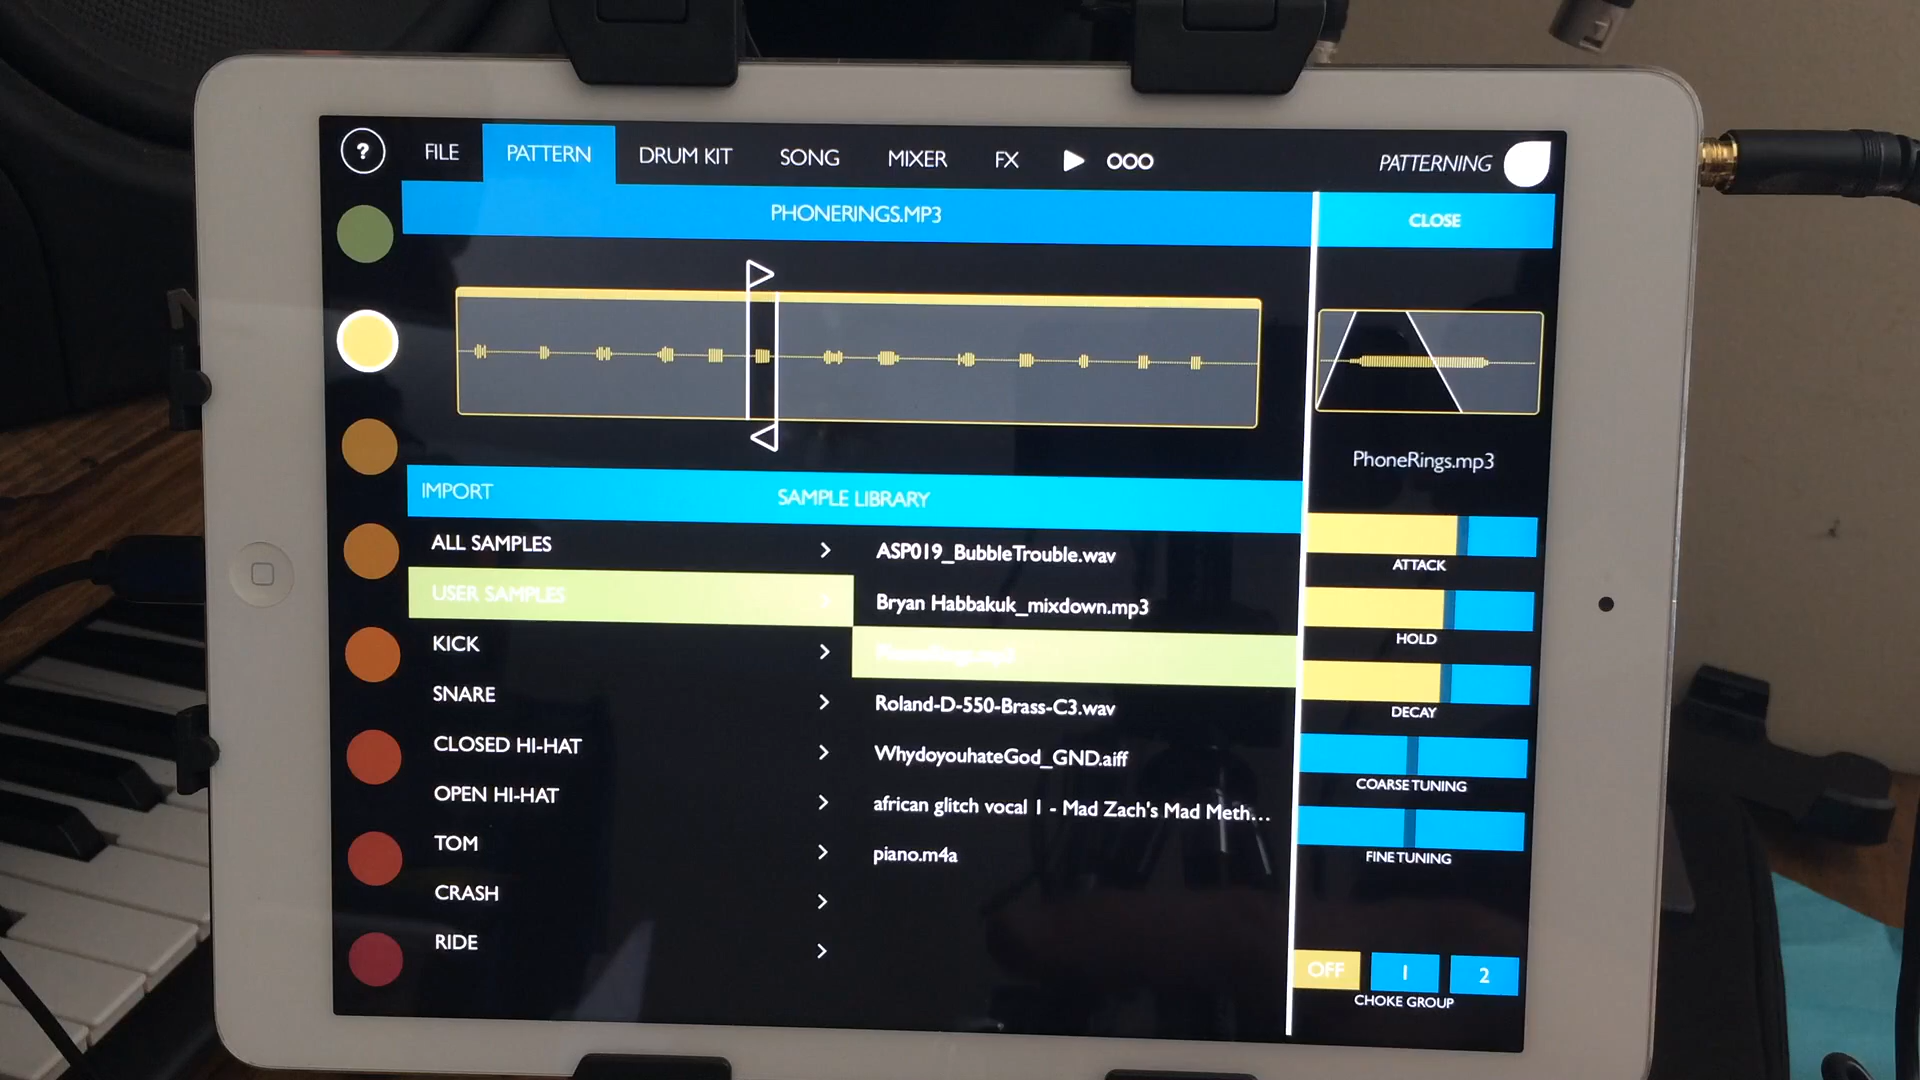 ?
FILE
PATTERN
DRUM KIT
SONG
MIXER
FX
PATTERNING
PHONERINGS.MP3
CLOSE
PhoneRings.mp3
IMPORT
SAMPLE LIBRARY
ALL SAMPLES
USER SAMPLES
KICK
SNARE
CLOSED HI-HAT
OPEN HI-HAT
TOM
CRASH
RIDE
ASP019_BubbleTrouble.wav
Bryan Habbakuk_mixdown.mp3
PhoneRings.mp3
Roland-D-550-Brass-C3.wav
WhydoyouhateGod_GND.aiff
african glitch vocal 1 - Mad Zach's Mad Meth...
piano.m4a
ATTACK
HOLD
DECAY
COARSE TUNING
FINE TUNING
OFF
1
2
CHOKE GROUP